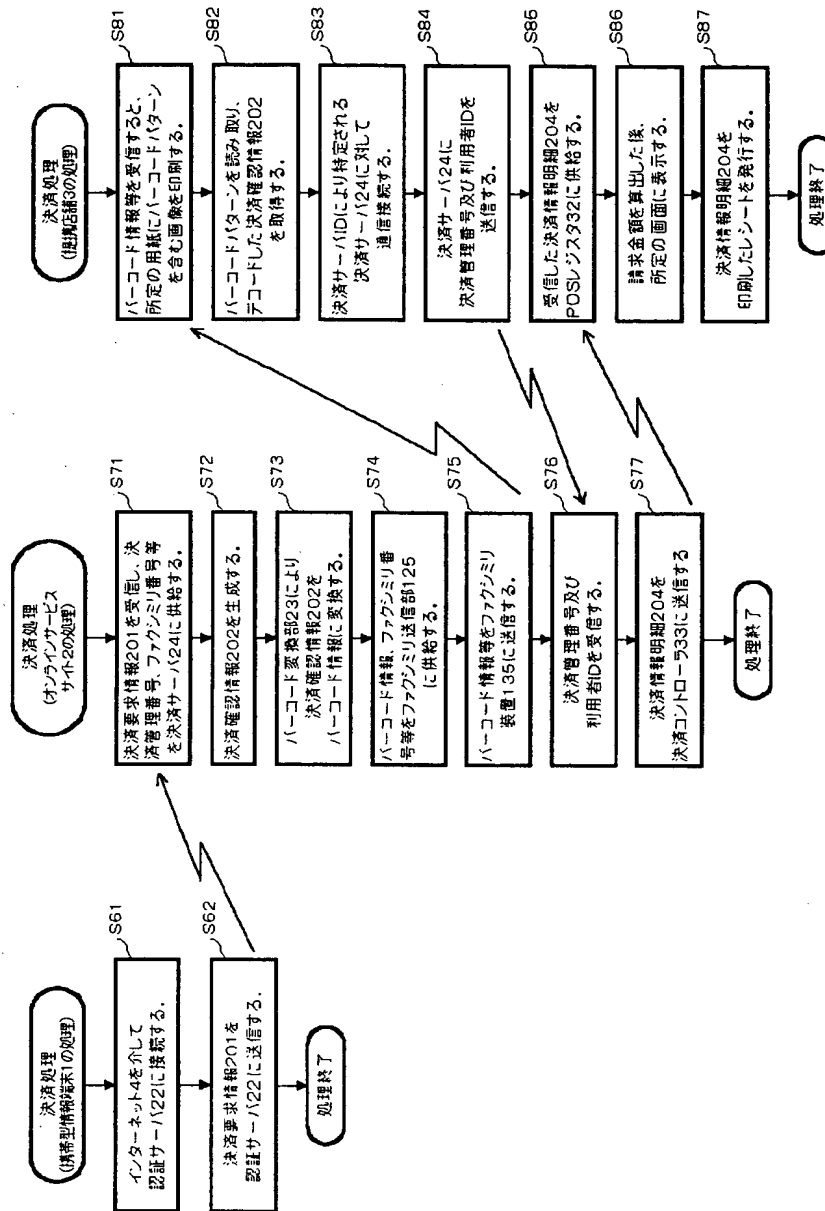 決済処理
(携帯型情報端末1の処理)
S61
インターネット4を介して
認証サーバ22に接続する.
S62
決済要求情報201を
認証サーバ22に送信する.
処理終了
決済処理
(オンラインサービス
サイト2の処理)
S71
決済要求情報201を受信し、決
済管理番号、ファクシミリ番号等
を決済サーバ24に供給する。
S72
決済確認情報202を生成する。
S73
バーコード変換部23により
決済確認情報202を
バーコード情報に変換する。
S74
バーコード情報、ファクシミリ番
号等をファクシミリ送信部125
に供給する。
S75
バーコード情報等をファクシミリ
装置135に送信する。
S76
決済管理番号及び
利用者IDを受信する。
S77
決済情報明細204を
決済コントローラ33に送信する
処理終了
決済処理
(提携店舗3の処理)
S81
バーコード情報等を受信すると、
所定の用紙にバーコードパターン
を含む画像を印刷する。
S82
バーコードパターンを読み取り、
デコードした決済確認情報202
を取得する。
S83
決済サーバIDにより特定される
決済サーバ24に対して
通信接続する。
S84
決済サーバ24に
決済管理番号及び利用者IDを
送信する。
S85
受信した決済情報明細204を
POSレジスタ32に供給する。
S86
請求金額を算出した後、
所定の画面に表示する。
S87
決済情報明細204を
印刷したレシートを発行する。
処理終了